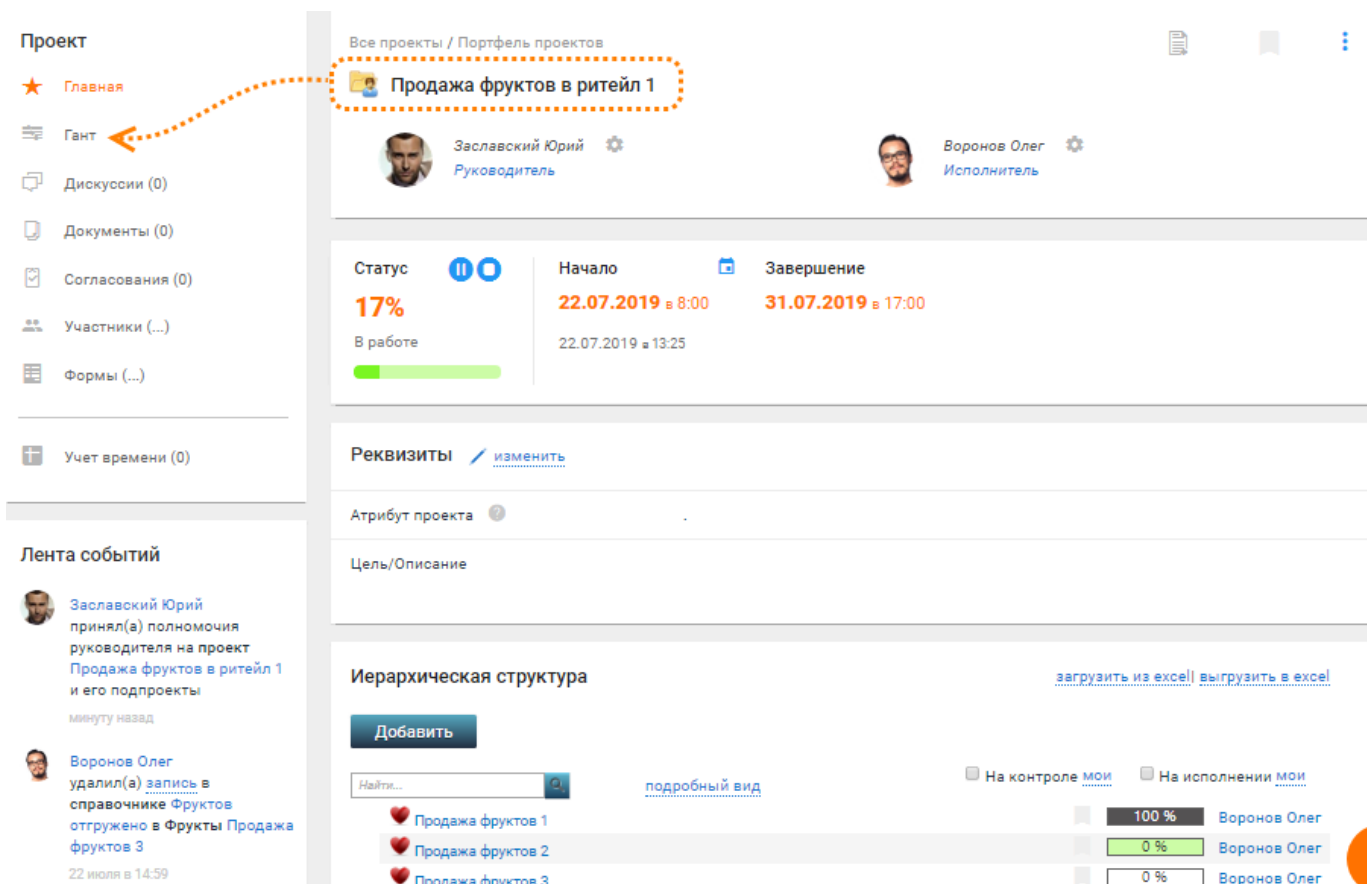 Проект
Главная
Гант
Дискуссии (0)
Документы (0)
Согласования (0)
Участники (...)
Формы (...)
Учет времени (0)
Лента событий
Заславский Юрий
принял(а) полномочия
руководителя на проект
Продажа фруктов в ритейл 1
и его подпроекты
минуту назад
Воронов Олег
удалил(а) запись в
справочнике Фруктов
отгружено в Фрукты Продажа
фруктов 3
22 июля в 14:59
Все проекты / Портфель проектов
Продажа фруктов в ритейл 1
Заславский Юрий
Руководитель
Воронов Олег
Исполнитель
Статус
17%
В работе
Начало
22.07.2019 в 8:00
22.07.2019 в 13:25
Завершение
31.07.2019 в 17:00
Реквизиты изменить
Атрибут проекта ? .
Цель/Описание
Иерархическая структура загрузить из excel| выгрузить в excel
Добавить
Найти... подробный вид На контроле мои На исполнении мои
Продажа фруктов 1 100 % Воронов Олег
Продажа фруктов 2 0 % Воронов Олег
Продажа фруктов 3 0 % Воронов Олег